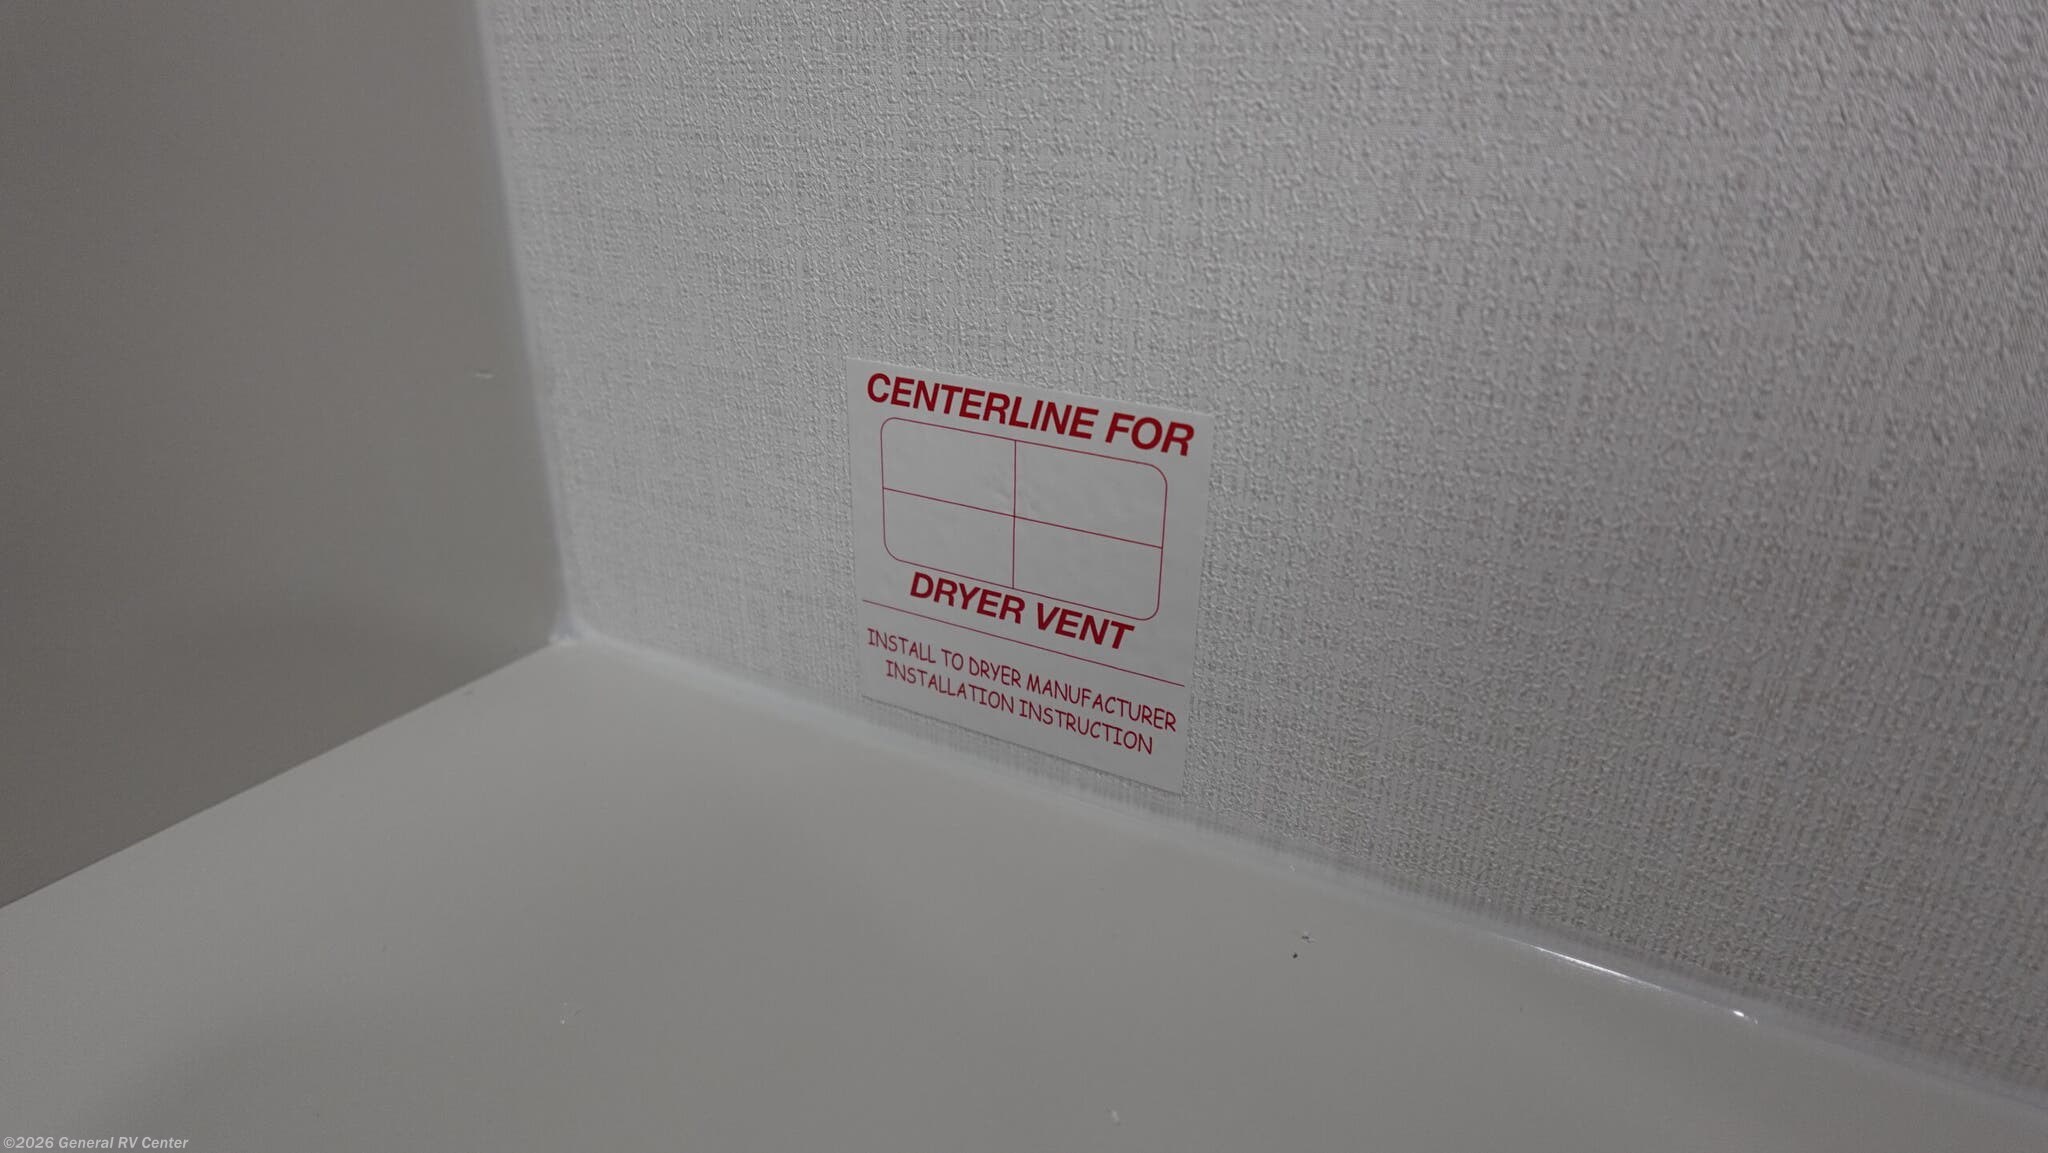 CENTERLINE FOR
DRYER VENT
INSTALL TO DRYER MANUFACTURER
INSTALLATION INSTRUCTION
©2026 General RV Center